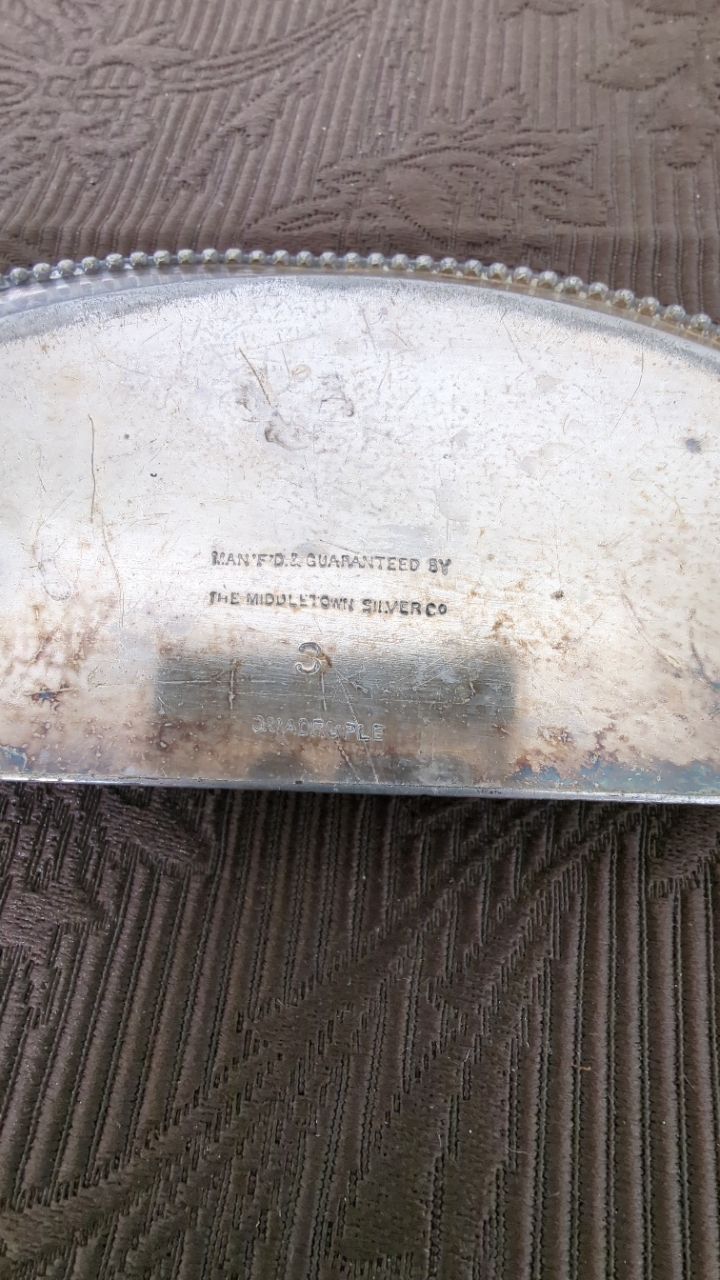 MAN'F'D.& GUARANTEED BY
THE MIDDLETOWN SILVER CO
3
QUADRUPLE